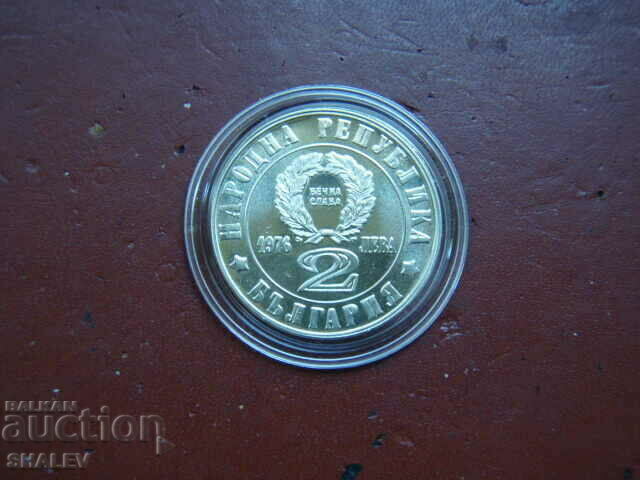 НАРОДНА РЕПУБЛИКА
ВЕЧНА
СЛАВА
1976 ЛЕВА
2
БЪЛГАРИЯ
BALKAN
auction
SHALEV